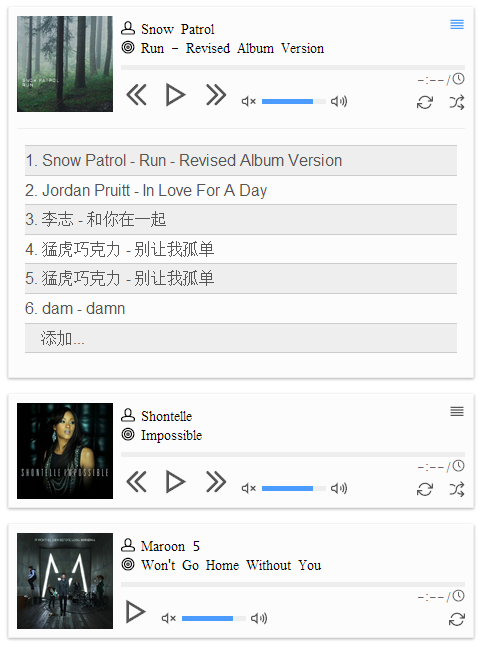 Snow Patrol
Run - Revised Album Version
SNOW PATROL
RUN
-:--/
1. Snow Patrol - Run - Revised Album Version
2. Jordan Pruitt - In Love For A Day
3. 李志 - 和你在一起
4. 猛虎巧克力 - 别让我孤单
5. 猛虎巧克力 - 别让我孤单
6. dam - damn
添加...
Shontelle
Impossible
SHONTELLE IMPOSSIBLE
-:--/
Maroon 5
Won't Go Home Without You
-:--/